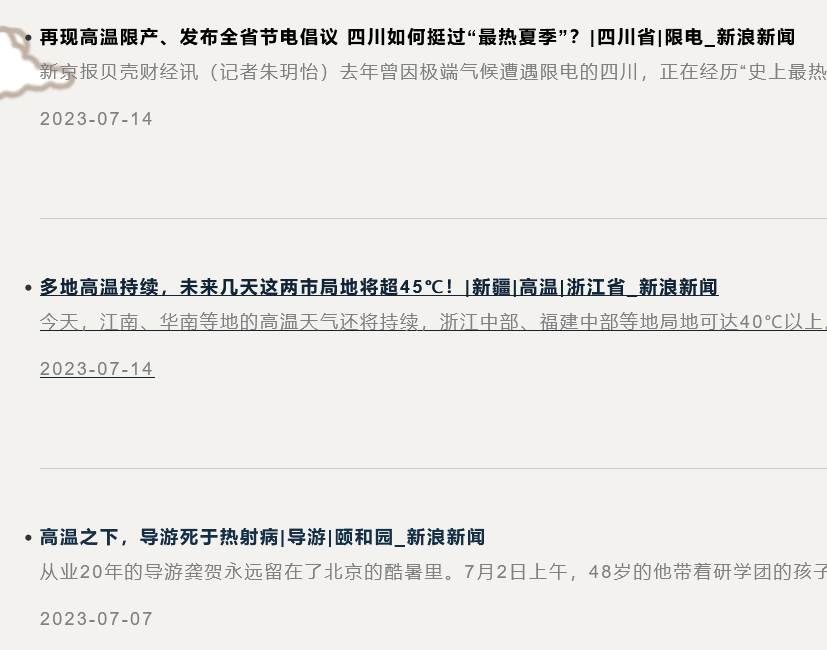 再现高温限产、发布全省节电倡议 四川如何挺过“最热夏季”？|四川省|限电_新浪新闻
新京报贝壳财经讯（记者朱玥怡）去年曾因极端气候遭遇限电的四川，正在经历“史上最热
2023-07-14
多地高温持续，未来几天这两市局地将超45℃！|新疆|高温|浙江省_新浪新闻
今天，江南、华南等地的高温天气还将持续，浙江中部、福建中部等地局地可达40℃以上，
2023-07-14
高温之下，导游死于热射病|导游|颐和园_新浪新闻
从业20年的导游龚贺永远留在了北京的酷暑里。7月2日上午，48岁的他带着研学团的孩子
2023-07-07